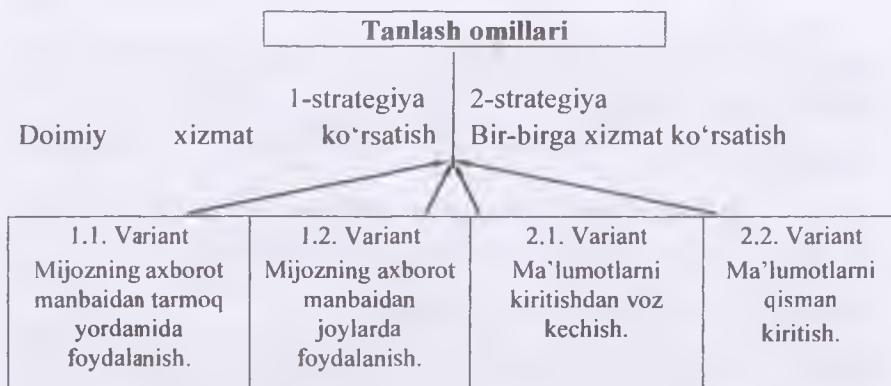 Tanlash omillari
1-strategiya
Doimiy xizmat ko‘rsatish
2-strategiya
Bir-birga xizmat ko‘rsatish
1.1. Variant
Mijozning axborot
manbaidan tarmoq
yordamida
foydalanish.
1.2. Variant
Mijozning axborot
manbaidan
joylarda
foydalanish.
2.1. Variant
Ma’lumotlarni
kiritishdan voz
kechish.
2.2. Variant
Ma’lumotlarni
qisman
kiritish.